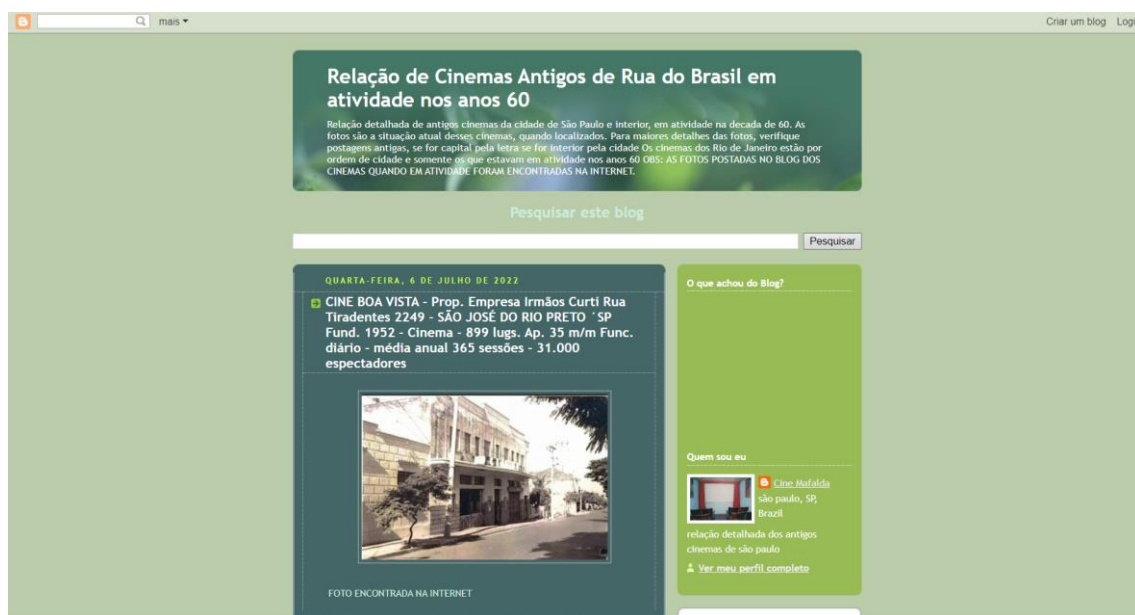 mais ▾
Criar um blog Logi
Relação de Cinemas Antigos de Rua do Brasil em
atividade nos anos 60
Relação detalhada de antigos cinemas da cidade de São Paulo e interior, em atividade na decada de 60. As
fotos são a situação atual desses cinemas, quando localizados. Para maiores detalhes das fotos, verifique
postagens antigas, se for capital pela letra se for interior pela cidade Os cinemas dos Rio de Janeiro estão por
ordem de cidade e somente os que estavam em atividade nos anos 60 OBS: AS FOTOS POSTADAS NO BLOG DOS
CINEMAS QUANDO EM ATIVIDADE FORAM ENCONTRADAS NA INTERNET.
Pesquisar este blog
Pesquisar
QUARTA-FEIRA, 6 DE JULHO DE 2022
CINE BOA VISTA - Prop. Empresa Irmãos Curti Rua
Tiradentes 2249 - SÃO JOSÉ DO RIO PRETO ´SP
Fund. 1952 - Cinema - 899 lugs. Ap. 35 m/m Func.
diário - média anual 365 sessões - 31.000
espectadores
FOTO ENCONTRADA NA INTERNET
O que achou do Blog?
Quem sou eu
Cine Mafalda
são paulo, SP,
Brazil
relação detalhada dos antigos
cinemas de são paulo
Ver meu perfil completo